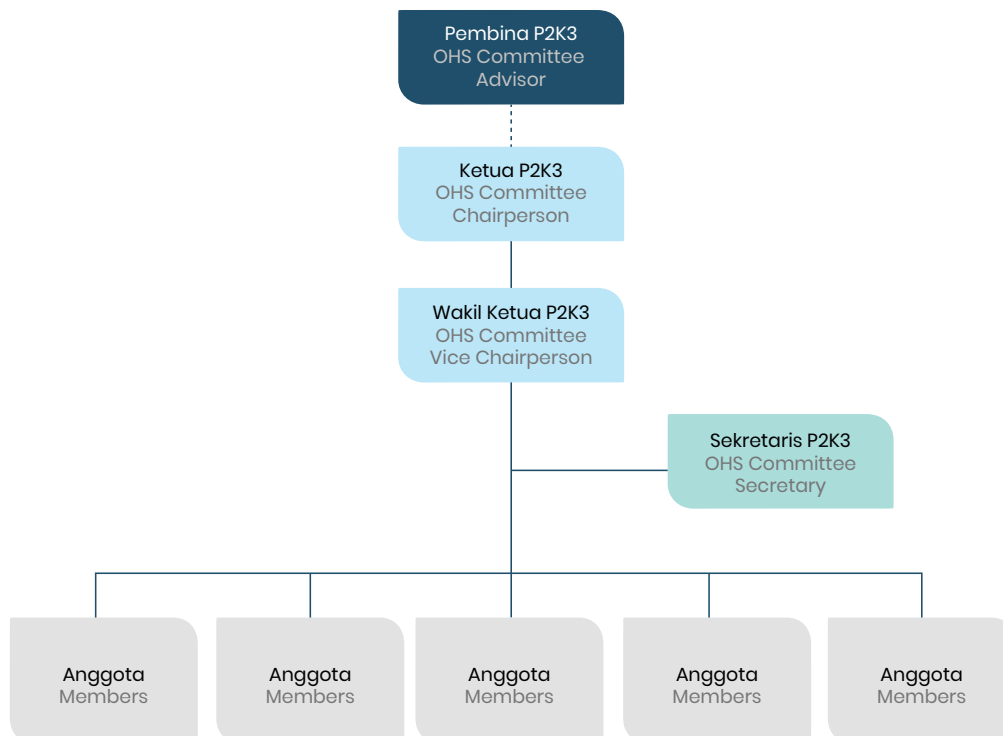 Pembina P2K3
OHS Committee
Advisor
Ketua P2K3
OHS Committee
Chairperson
Wakil Ketua P2K3
OHS Committee
Vice Chairperson
Sekretaris P2K3
OHS Committee
Secretary
Anggota
Members
Anggota
Members
Anggota
Members
Anggota
Members
Anggota
Members